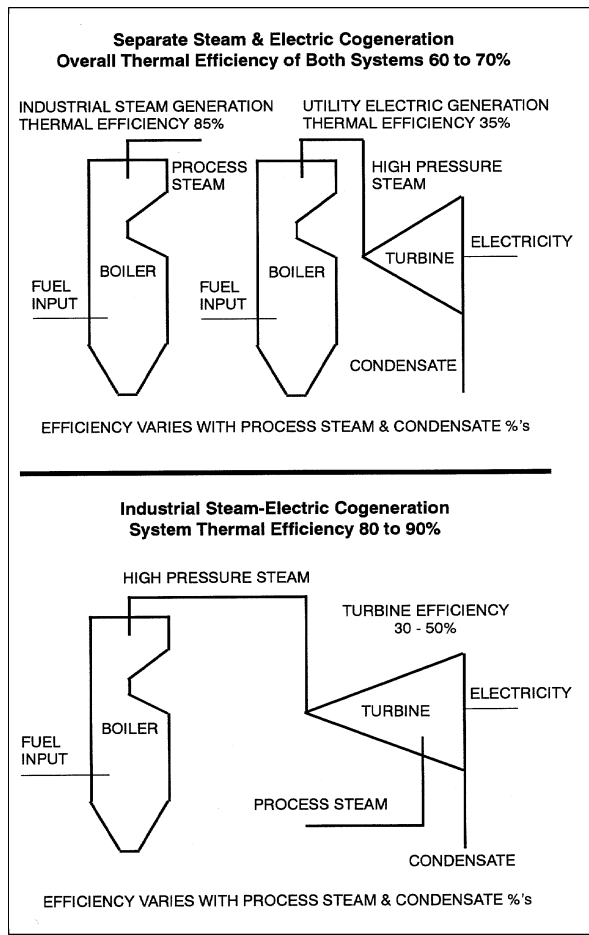 Separate Steam & Electric Cogeneration
Overall Thermal Efficiency of Both Systems 60 to 70%
INDUSTRIAL STEAM GENERATION
THERMAL EFFICIENCY 85%
UTILITY ELECTRIC GENERATION
THERMAL EFFICIENCY 35%
PROCESS
STEAM
HIGH PRESSURE
STEAM
BOILER
FUEL
INPUT
BOILER
FUEL
INPUT
TURBINE
ELECTRICITY
CONDENSATE
EFFICIENCY VARIES WITH PROCESS STEAM & CONDENSATE %'s
Industrial Steam-Electric Cogeneration
System Thermal Efficiency 80 to 90%
HIGH PRESSURE STEAM
TURBINE EFFICIENCY
30 - 50%
BOILER
FUEL
INPUT
TURBINE
ELECTRICITY
PROCESS STEAM
CONDENSATE
EFFICIENCY VARIES WITH PROCESS STEAM & CONDENSATE %'s